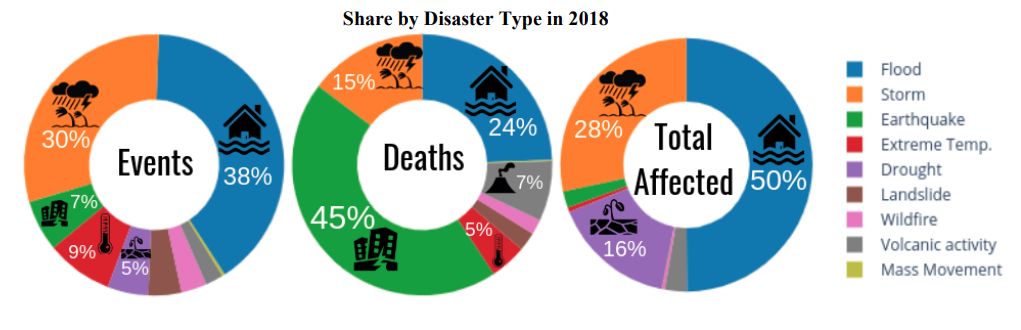 Share by Disaster Type in 2018
30%
7%
9%
5%
38%
Events
15%
24%
7%
5%
45%
Deaths
28%
50%
16%
Total
Affected
Flood
Storm
Earthquake
Extreme Temp.
Drought
Landslide
Wildfire
Volcanic activity
Mass Movement